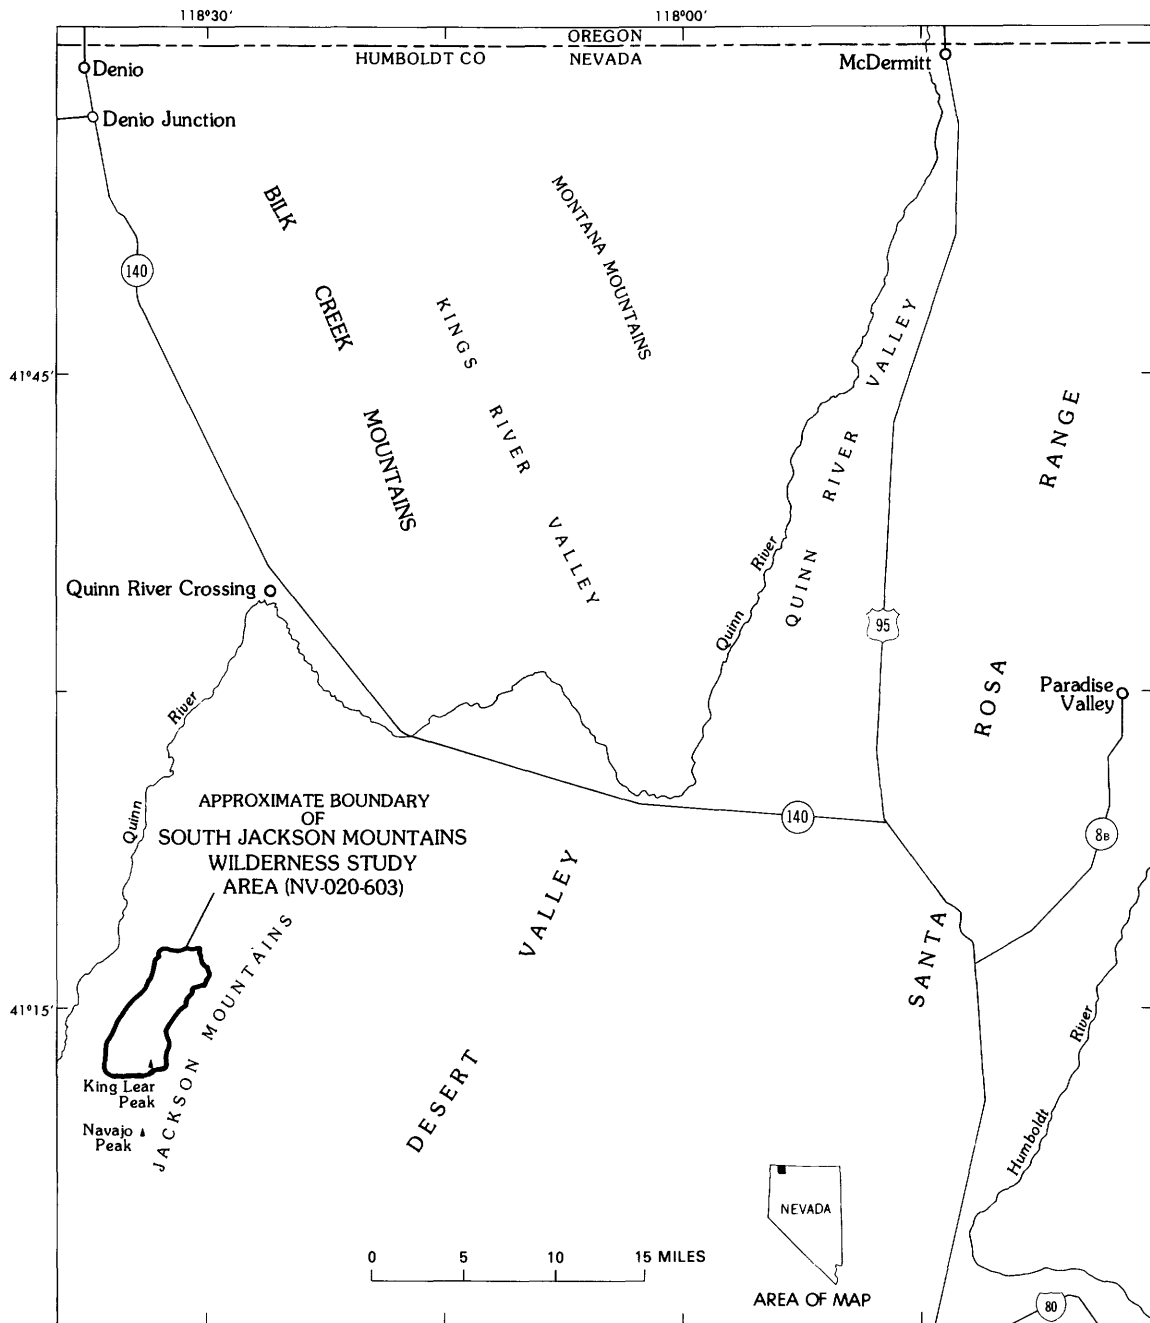 118°30′
118°00′
OREGON
HUMBOLDT CO
NEVADA
Denio
McDermitt
Denio Junction
BILK
CREEK
MOUNTAINS
MONTANA MOUNTAINS
140
KINGS
RIVER
VALLEY
QUINN
RIVER
VALLEY
41°45′
RANGE
Quinn River Crossing
Quinn
River
95
River
ROSA
Paradise
Valley
Quinn
APPROXIMATE BOUNDARY
OF
SOUTH JACKSON MOUNTAINS
WILDERNESS STUDY
AREA (NV-020-603)
140
8B
DESERT
VALLEY
SANTA
41°15′
JACKSON MOUNTAINS
King Lear
Peak
Navajo
Peak
Humboldt
River
NEVADA
0 5 10 15 MILES
AREA OF MAP
80